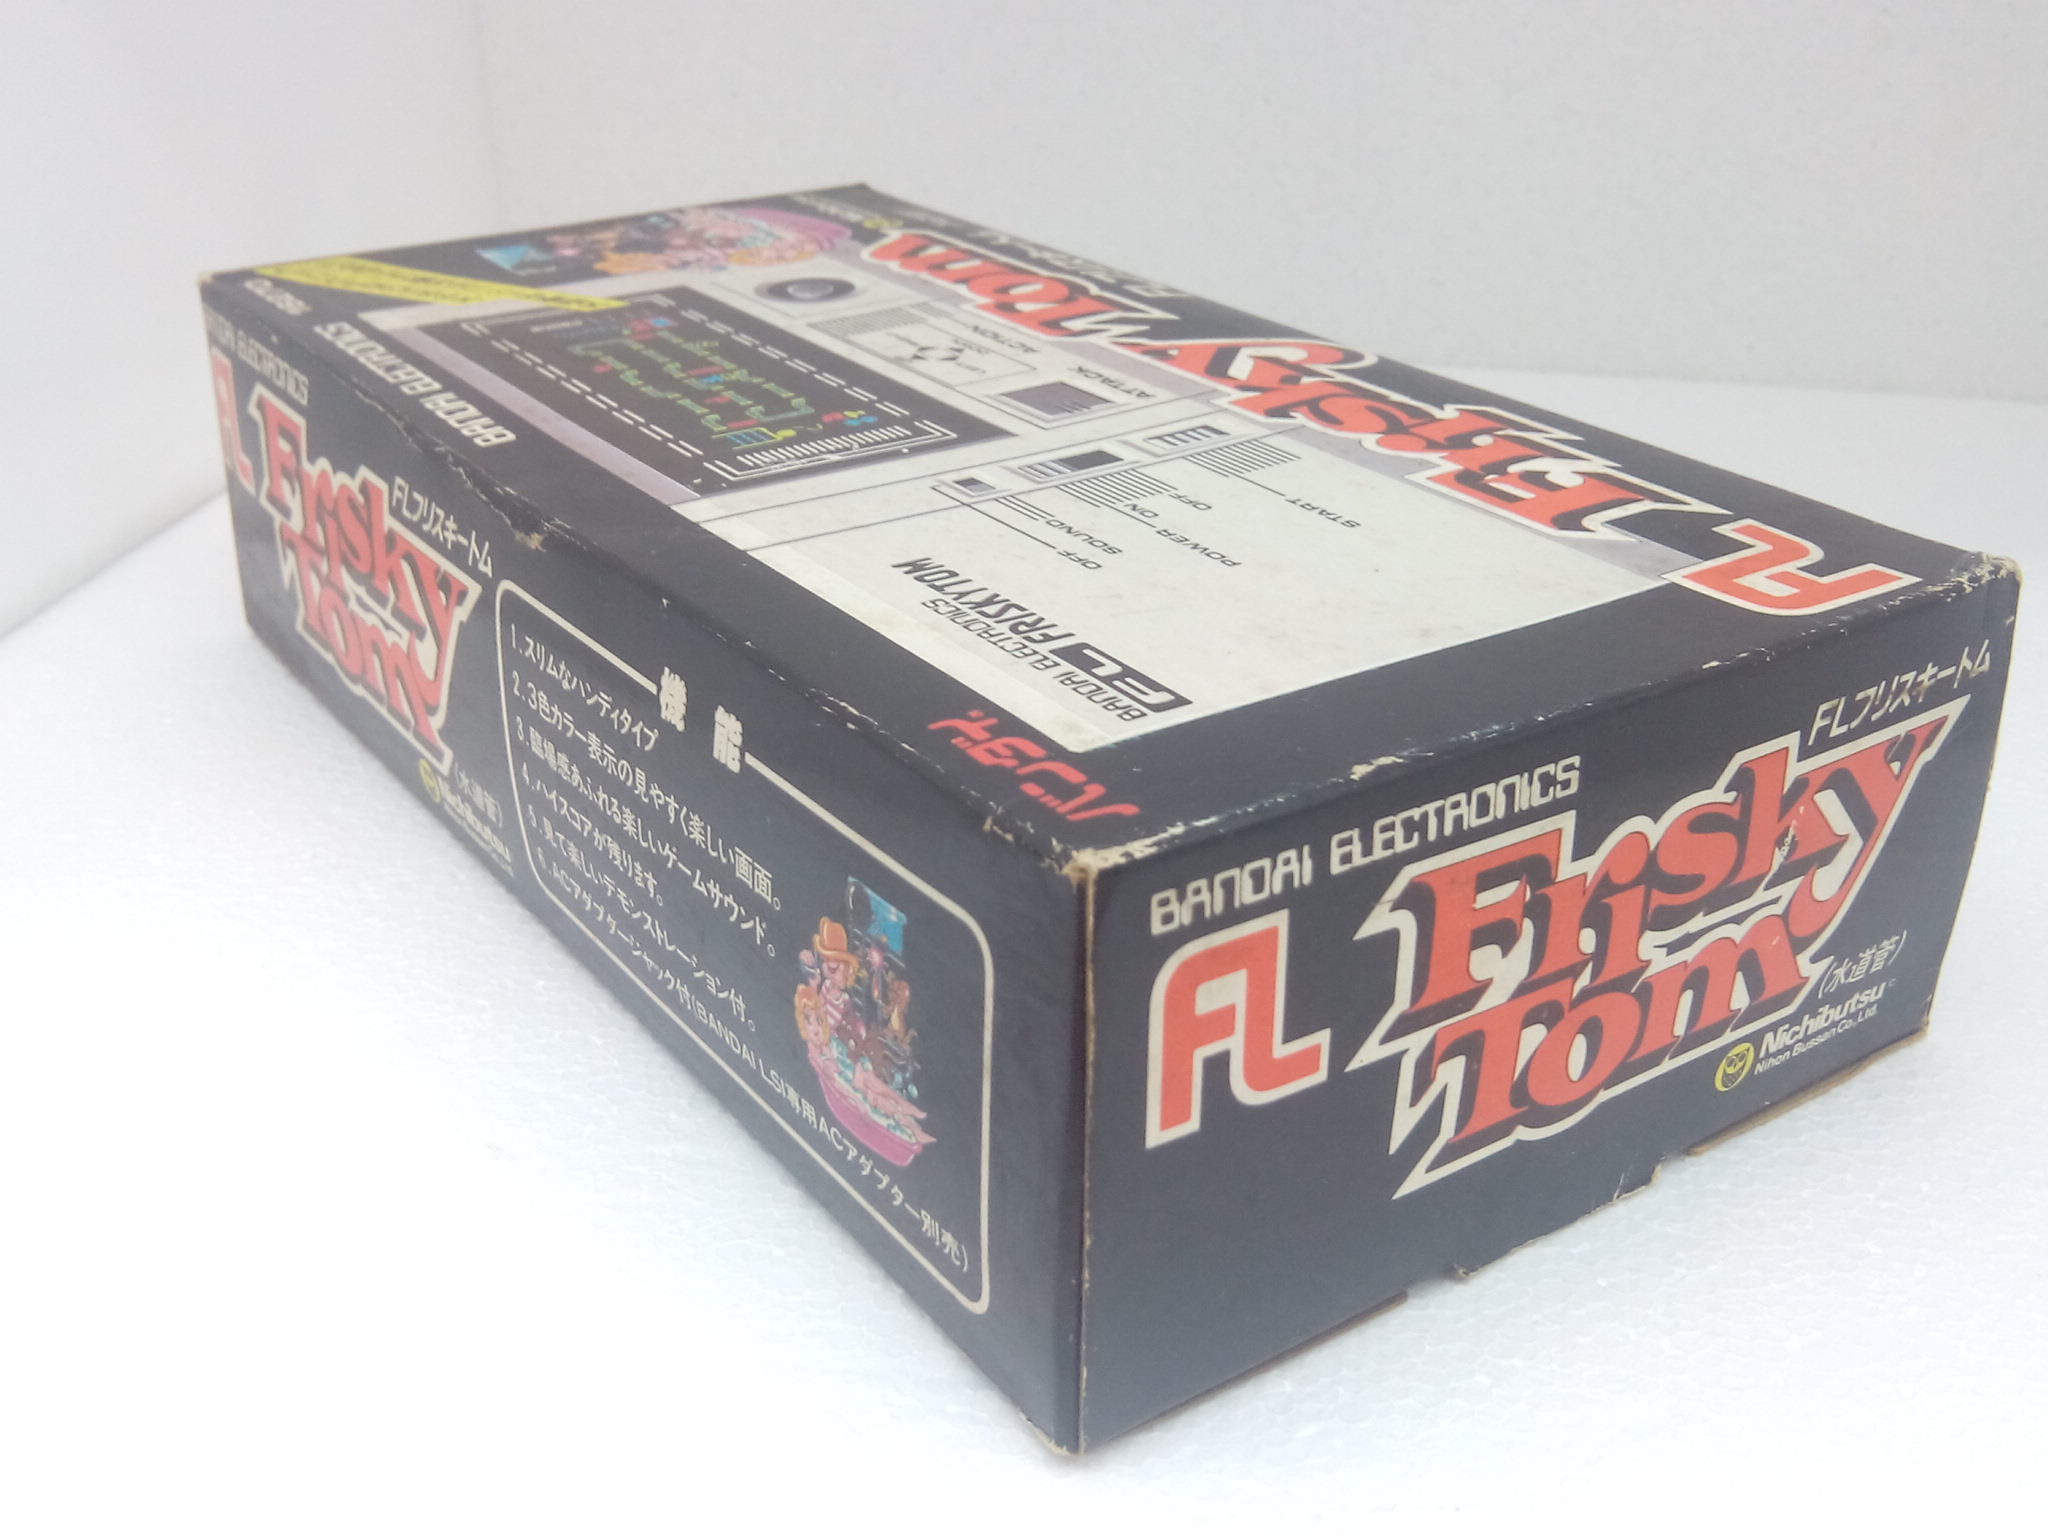 FL Frisky Tom
BANDAI ELECTRONICS
ACTION
ATTACK
START
OFF
POWER ON
SOUND
OFF
BANDAI ELECTRONICS
FL FRISKYTOM
バンダイ
ELECTRONICS
FL
FLフリスキートム
Frisky
Tom
(水道管)
Nichibutsu
機能
1.スリムなハンディタイプ
2.3色カラー表示の見やすく楽しい画面。
3.臨場感あふれる楽しいゲームサウンド。
4.ハイスコアが残ります。
5.見て楽しいデモンストレーション付。
6.ACアダプタージャック付(BANDAI LSI専用ACアダプター別売)
BANDAI ELECTRONICS
FLフリスキートム
FL
Frisky
Tom
(水道管)
Nichibutsu©
Nihon Bussan Co., Ltd.